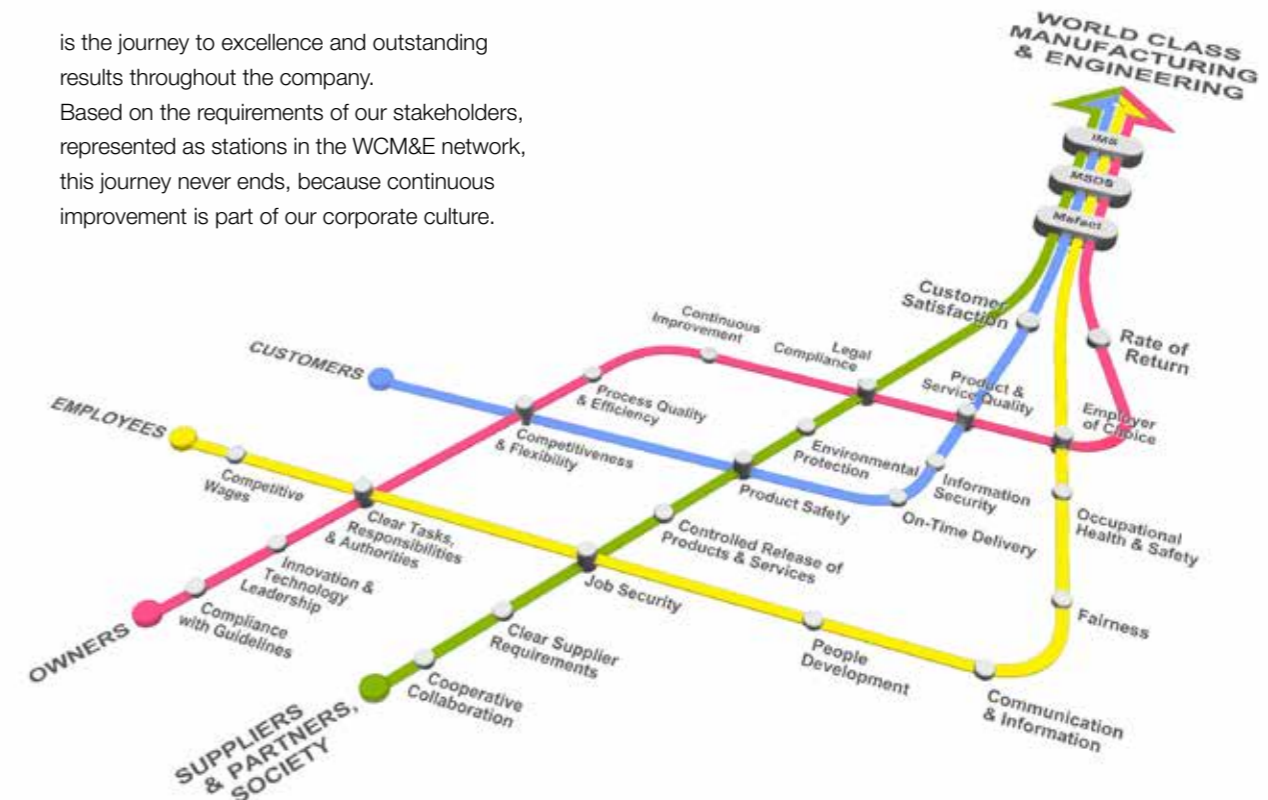 is the journey to excellence and outstanding
results throughout the company.
Based on the requirements of our stakeholders,
represented as stations in the WCM&E network,
this journey never ends, because continuous
improvement is part of our corporate culture.
WORLD CLASS
MANUFACTURING
& ENGINEERING
IMS
MSDS
Mafact
Customer
Satisfaction
Rate of
Return
Continuous
Improvement
Legal
Compliance
CUSTOMERS
Process Quality
& Efficiency
Product &
Service Quality
Employer
of Choice
EMPLOYEES
Competitiveness
& Flexibility
Environmental
Protection
Information
Security
Competitive
Wages
Product Safety
On-Time Delivery
Occupational
Health & Safety
Clear Tasks,
Responsibilities
& Authorities
Controlled Release of
Products & Services
Innovation &
Technology
Leadership
Job Security
Fairness
Compliance
with Guidelines
OWNERS
Clear Supplier
Requirements
People
Development
Cooperative
Collaboration
Communication
& Information
SUPPLIERS
& PARTNERS,
SOCIETY